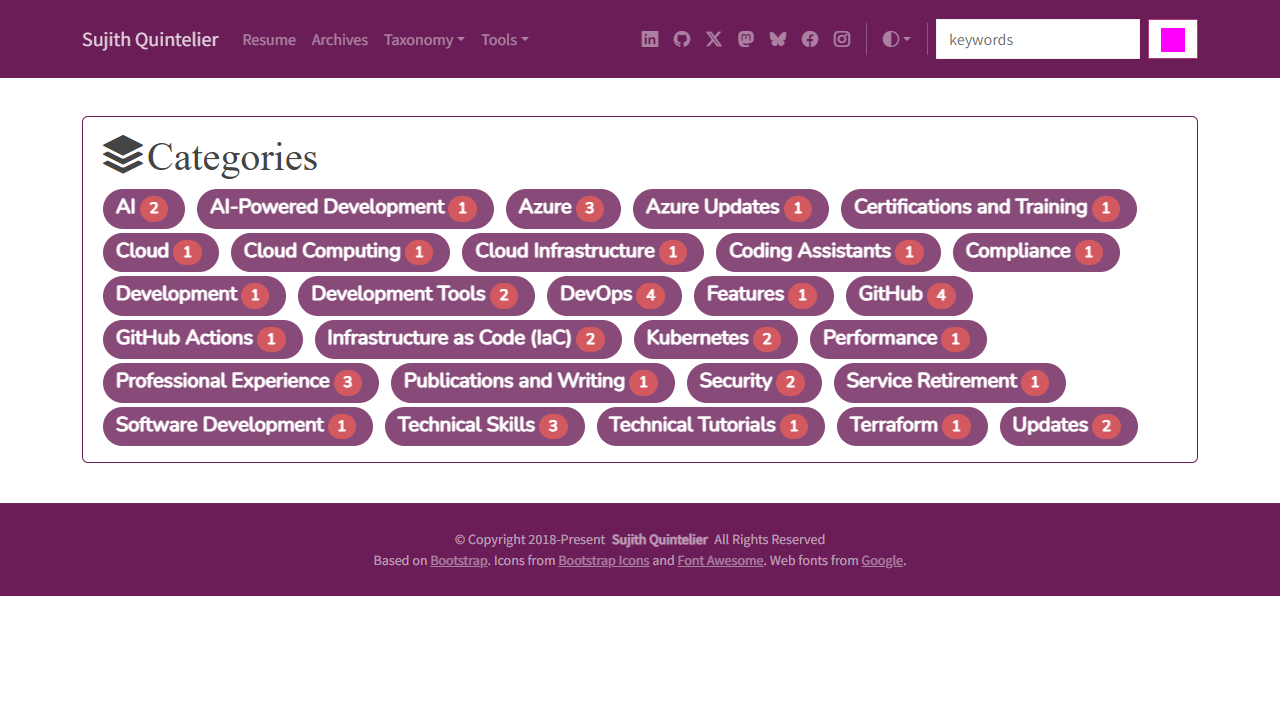 Sujith Quintelier Resume Archives Taxonomy Tools keywords
Categories
AI 2 AI-Powered Development 1 Azure 3 Azure Updates 1 Certifications and Training 1
Cloud 1 Cloud Computing 1 Cloud Infrastructure 1 Coding Assistants 1 Compliance 1
Development 1 Development Tools 2 DevOps 4 Features 1 GitHub 4
GitHub Actions 1 Infrastructure as Code (IaC) 2 Kubernetes 2 Performance 1
Professional Experience 3 Publications and Writing 1 Security 2 Service Retirement 1
Software Development 1 Technical Skills 3 Technical Tutorials 1 Terraform 1 Updates 2
© Copyright 2018-Present Sujith Quintelier All Rights Reserved
Based on Bootstrap. Icons from Bootstrap Icons and Font Awesome. Web fonts from Google.